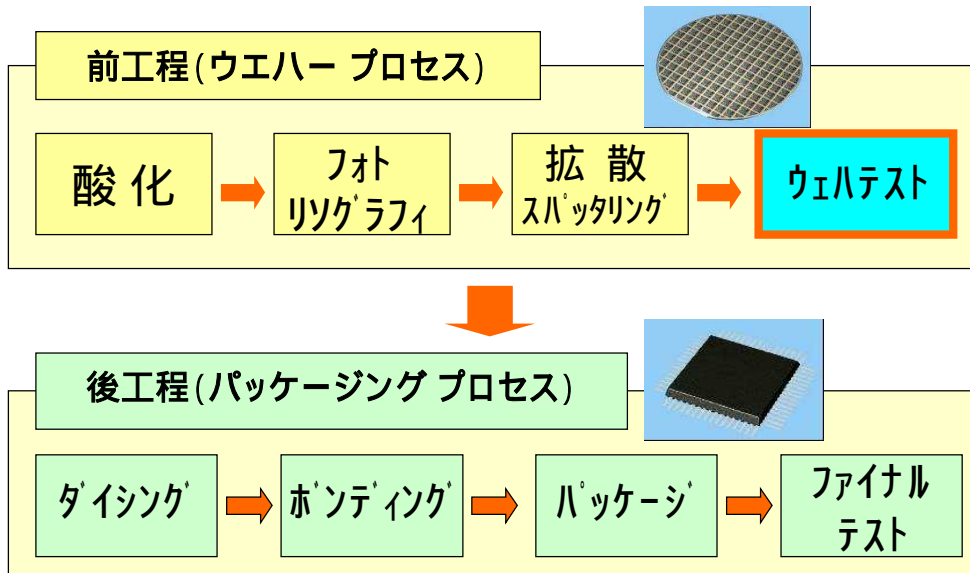 前工程(ウエハー プロセス)
酸 化
フォト
リソグラフィ
拡 散
スパッタリング
ウェハテスト
後工程(パッケージング プロセス)
ダイシング
ボンディング
パッケージ
ファイナル
テスト